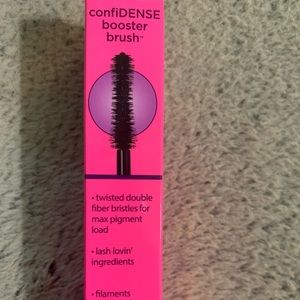 confiDENSE
booster
brush™
• twisted double
fiber bristles for
max pigment
load
• lash lovin'
ingredients
• filaments